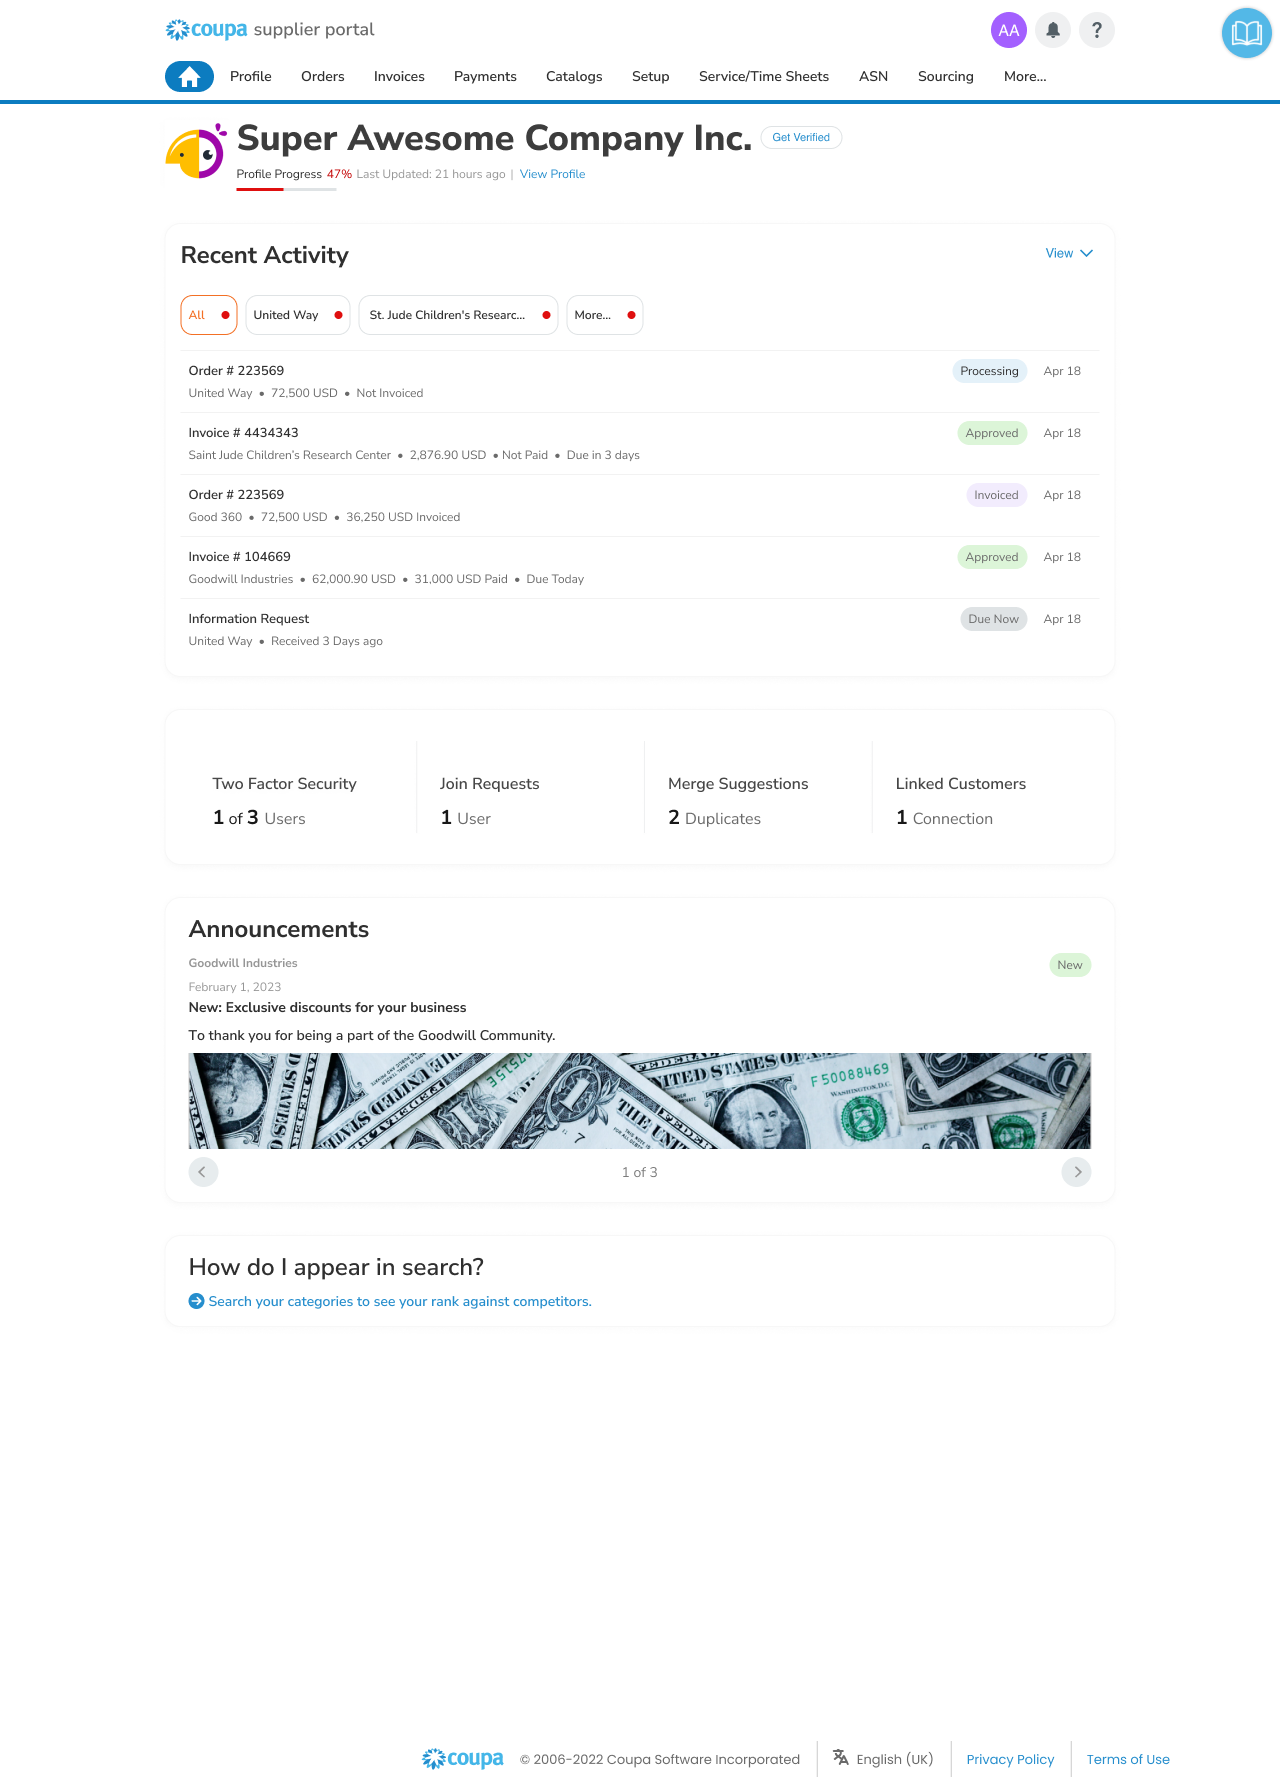 coupa supplier portal
AA
?
Profile Orders Invoices Payments Catalogs Setup Service/Time Sheets ASN Sourcing More...
Super Awesome Company Inc. Get Verified
Profile Progress 47% Last Updated: 21 hours ago | View Profile
Recent Activity
View
All United Way St. Jude Children's Researc... More...
Order # 223569 Processing Apr 18
United Way • 72,500 USD • Not Invoiced
Invoice # 4434343 Approved Apr 18
Saint Jude Children's Research Center • 2,876.90 USD • Not Paid • Due in 3 days
Order # 223569 Invoiced Apr 18
Good 360 • 72,500 USD • 36,250 USD Invoiced
Invoice # 104669 Approved Apr 18
Goodwill Industries • 62,000.90 USD • 31,000 USD Paid • Due Today
Information Request Due Now Apr 18
United Way • Received 3 Days ago
Two Factor Security Join Requests Merge Suggestions Linked Customers
1 of 3 Users 1 User 2 Duplicates 1 Connection
Announcements
Goodwill Industries New
February 1, 2023
New: Exclusive discounts for your business
To thank you for being a part of the Goodwill Community.
UNITED STATES OF
F 50088469
WASHINGTON, D.C.
THE UNIT
1 of 3
How do I appear in search?
Search your categories to see your rank against competitors.
coupa © 2006-2022 Coupa Software Incorporated English (UK) Privacy Policy Terms of Use